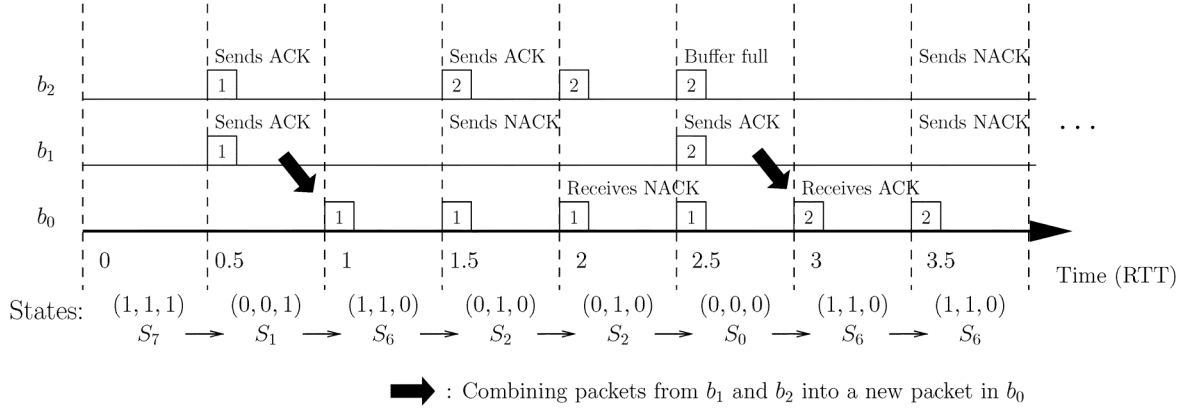 Sends ACK Sends ACK Buffer full Sends NACK
b2 1 2 2 2
Sends ACK Sends NACK Sends ACK Sends NACK
b1 1 2 ...
Receives NACK Receives ACK
b0 1 1 1 1 2 2
0 0.5 1 1.5 2 2.5 3 3.5 Time (RTT)
States: (1, 1, 1) (0, 0, 1) (1, 1, 0) (0, 1, 0) (0, 1, 0) (0, 0, 0) (1, 1, 0) (1, 1, 0)
S7 → S1 → S6 → S2 → S2 → S0 → S6 → S6
: Combining packets from b1 and b2 into a new packet in b0